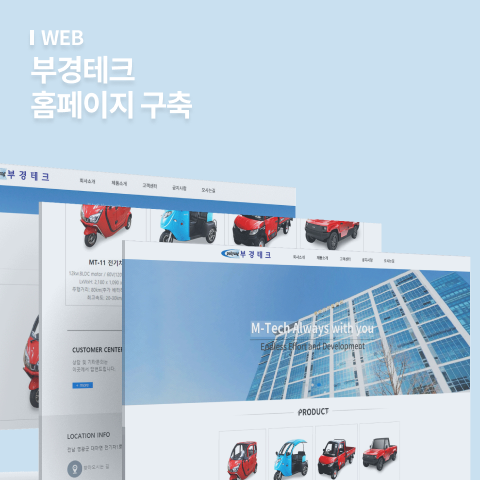 WEB
부경테크
홈페이지 구축
부경테크
회사소개 제품소개 고객센터 공지사항 오시는길
MT-11 전기차
CUSTOMER CENTER
LOCATION INFO
부경테크
회사소개 제품소개 고객센터 공지사항 오시는길
M-Tech Always with you
Endless Effort and Development
PRODUCT